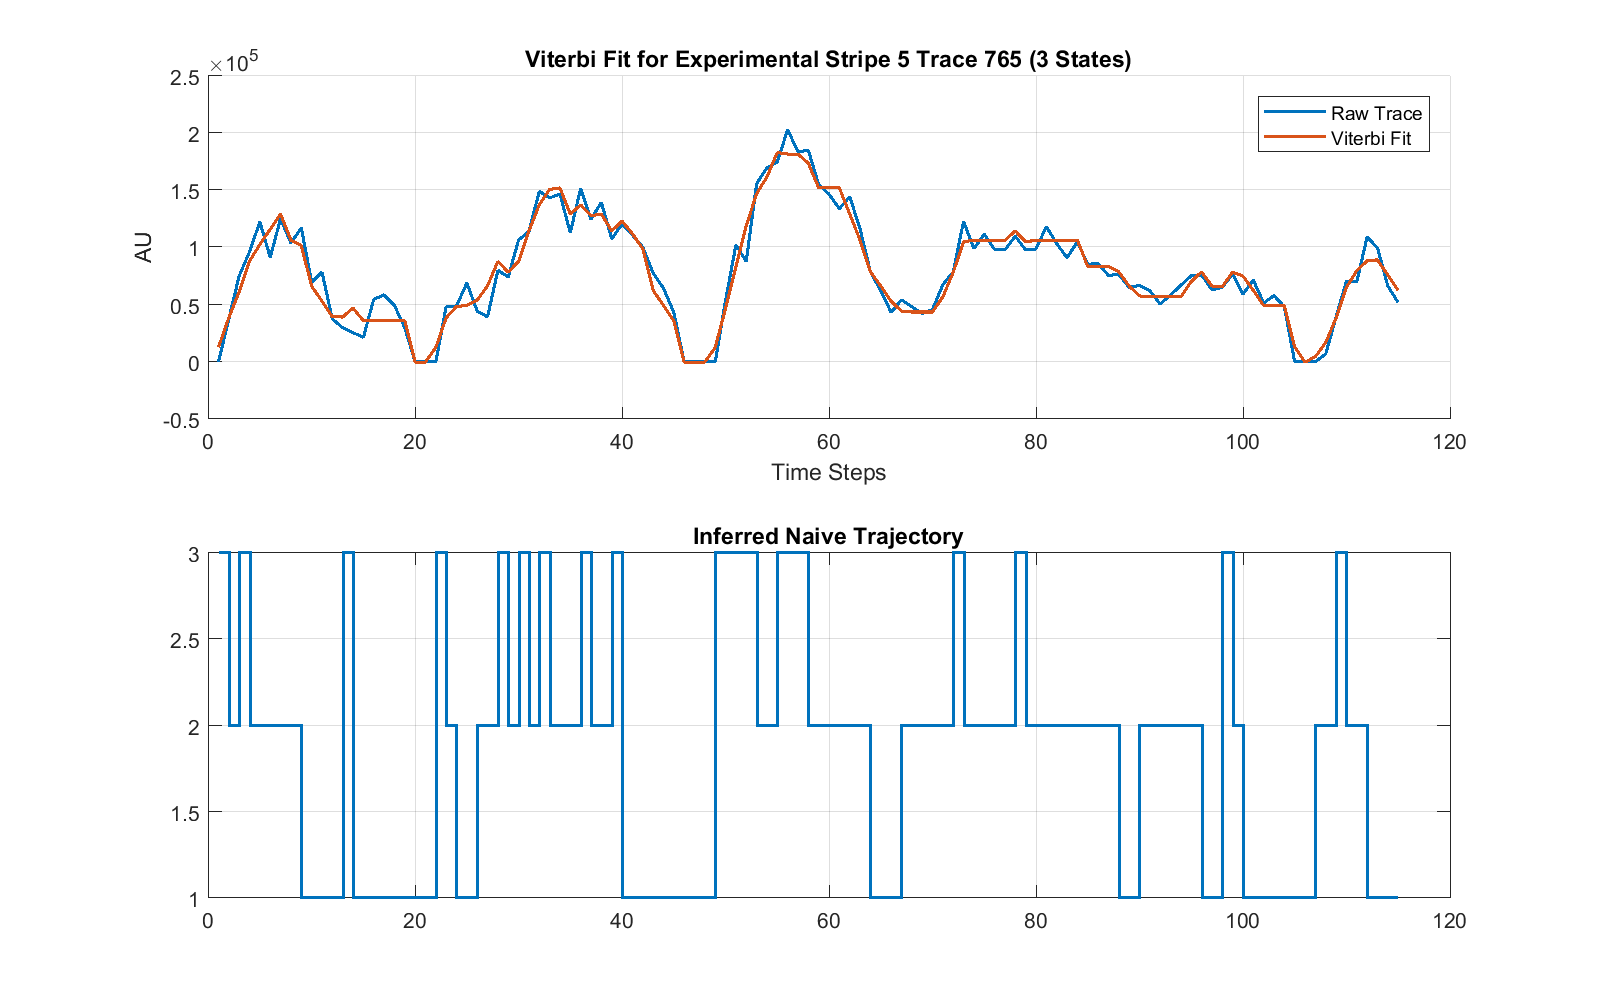 Viterbi Fit for Experimental Stripe 5 Trace 765 (3 States)
×10^5
2.5
2
1.5
1
0.5
0
-0.5
AU
Raw Trace
Viterbi Fit
0 20 40 60 80 100 120
Time Steps
Inferred Naive Trajectory
3
2.5
2
1.5
1
0 20 40 60 80 100 120